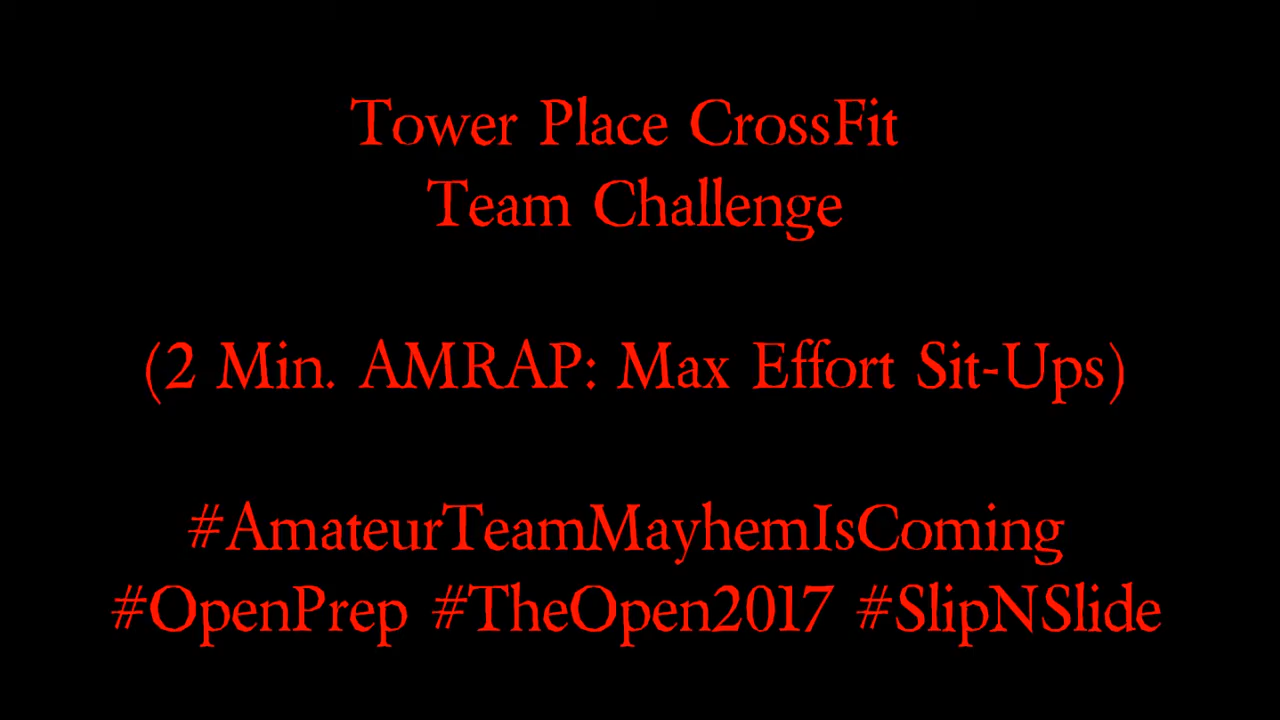 Tower Place CrossFit
Team Challenge
(2 Min. AMRAP: Max Effort Sit-Ups)
#AmateurTeamMayhemIsComing
#OpenPrep #TheOpen2017 #SlipNSlide